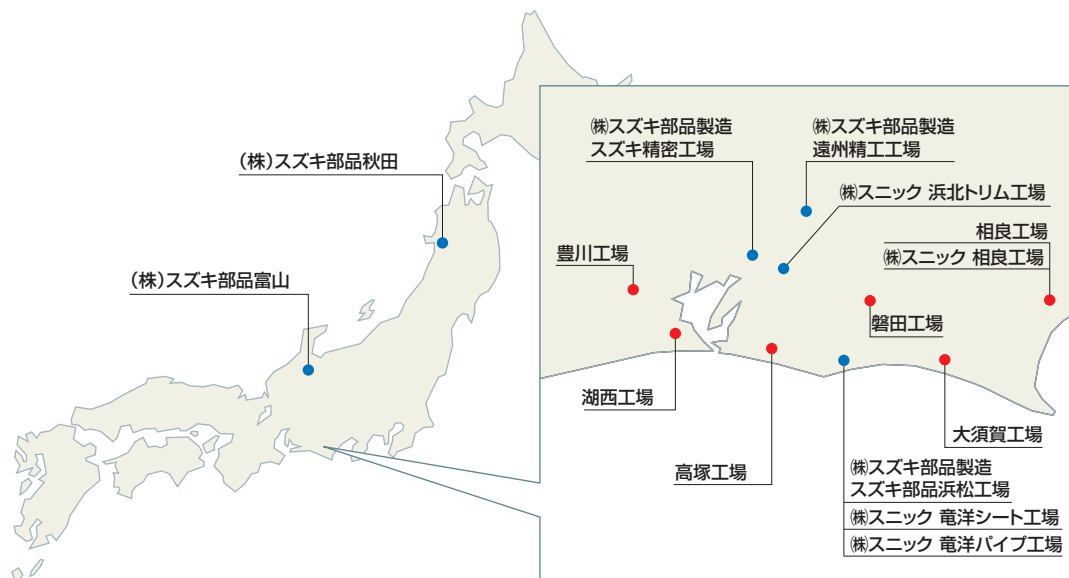 (株)スズキ部品秋田
(株)スズキ部品富山
㈱スズキ部品製造
スズキ精密工場
㈱スズキ部品製造
遠州精工工場
㈱スニック 浜北トリム工場
相良工場
㈱スニック 相良工場
豊川工場
磐田工場
湖西工場
高塚工場
大須賀工場
㈱スズキ部品製造
スズキ部品浜松工場
㈱スニック 竜洋シート工場
㈱スニック 竜洋パイプ工場